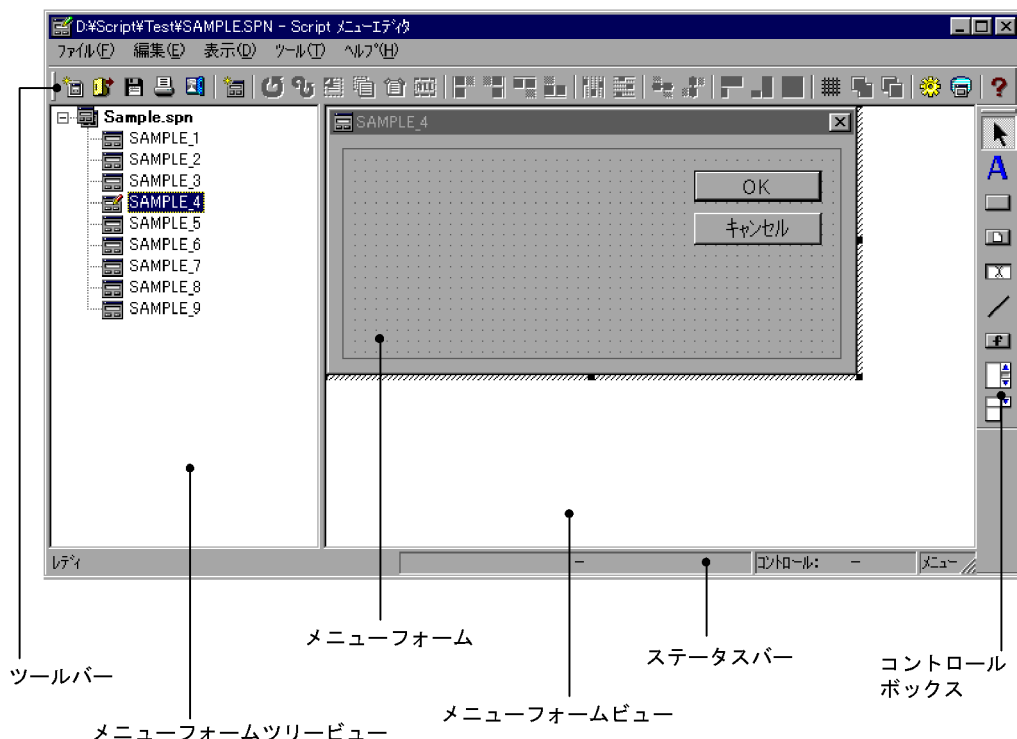 D:¥Script¥Test¥SAMPLE.SPN - Script ﾒﾆｭｰｴﾃﾞｨﾀ
ﾌｧｲﾙ(F) 編集(E) 表示(D) ﾂｰﾙ(T) ﾍﾙﾌﾟ(H)
Sample.spn
SAMPLE_1
SAMPLE_2
SAMPLE_3
SAMPLE_4
SAMPLE_5
SAMPLE_6
SAMPLE_7
SAMPLE_8
SAMPLE_9
SAMPLE_4
OK
ｷｬﾝｾﾙ
A
f
ﾚﾃﾞｨ
-
ｺﾝﾄﾛｰﾙ: -
ﾒﾆｭｰ
メニューフォーム
ステータスバー
コントロール
ボックス
ツールバー
メニューフォームビュー
メニューフォームツリービュー